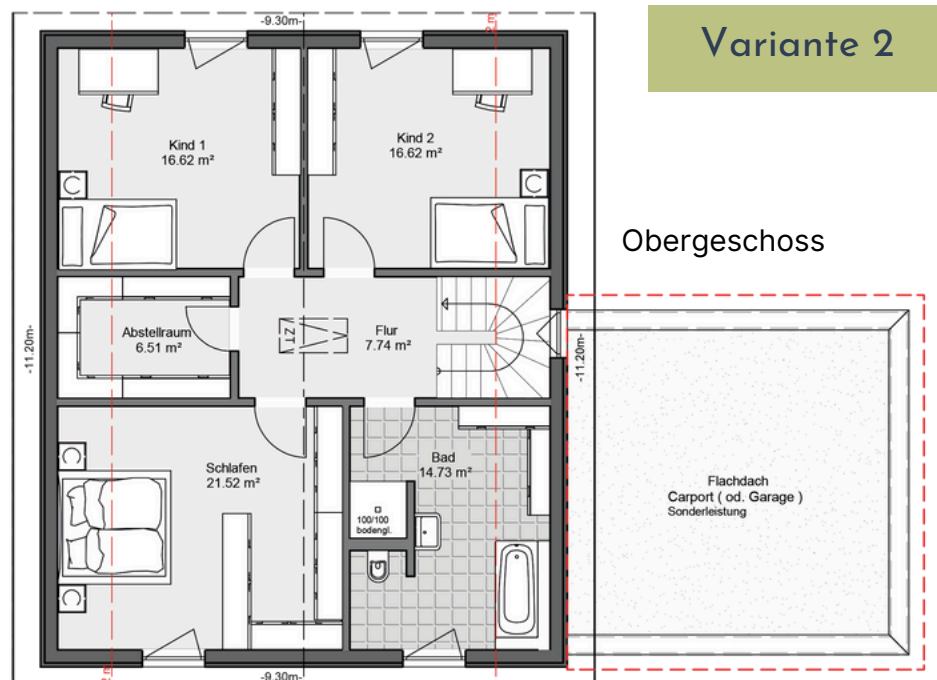 -9.30m-
2 m
Variante 2
Kind 1
16.62 m²
Kind 2
16.62 m²
Obergeschoss
-11.20m-
Abstellraum
6.51 m²
ZT
Flur
7.74 m²
-11.20m-
Schlafen
21.52 m²
Bad
14.73 m²
100/100
bodengl.
Flachdach
Carport ( od. Garage )
Sonderleistung
-9.30m-